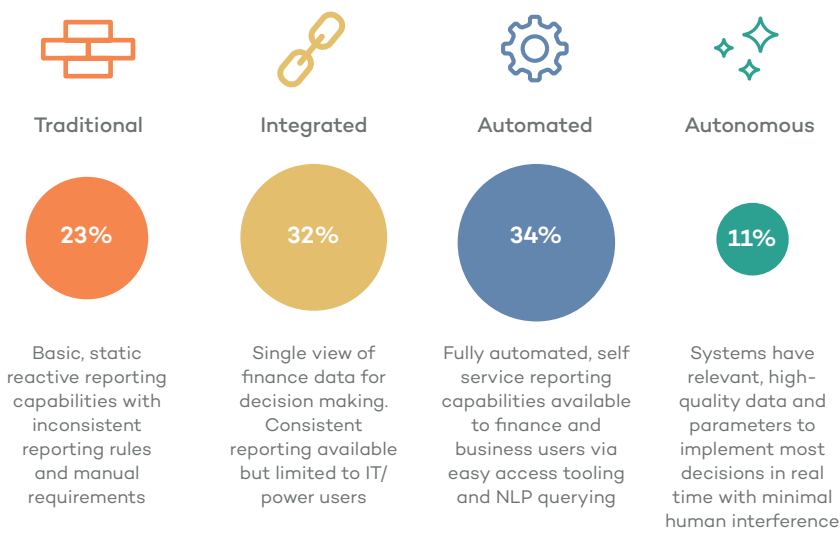 Traditional
Integrated
Automated
Autonomous
23%
32%
34%
11%
Basic, static
reactive reporting
capabilities with
inconsistent
reporting rules
and manual
requirements
Single view of
finance data for
decision making.
Consistent
reporting available
but limited to IT/
power users
Fully automated, self
service reporting
capabilities available
to finance and
business users via
easy access tooling
and NLP querying
Systems have
relevant, high-
quality data and
parameters to
implement most
decisions in real
time with minimal
human interference